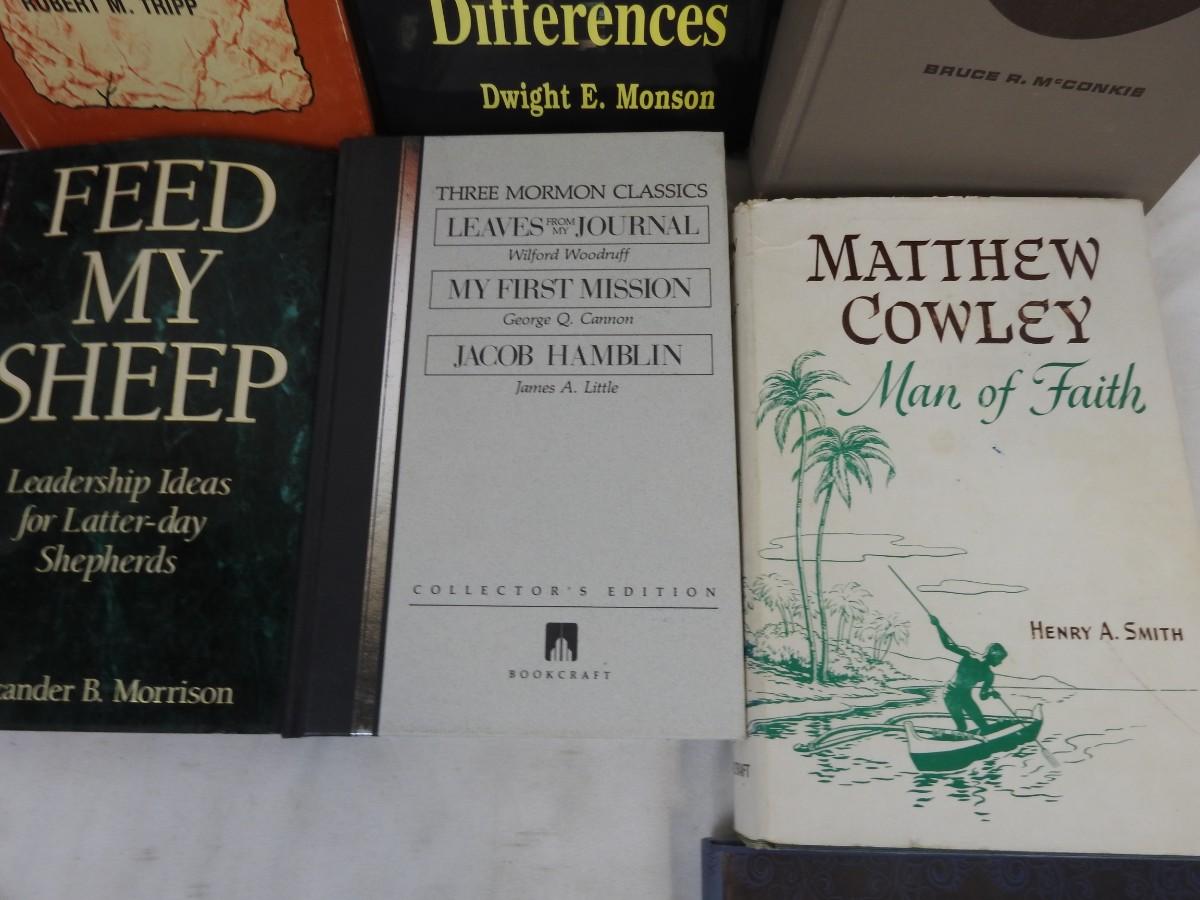 ROBERT M. TRIPP
Differences
Dwight E. Monson
BRUCE R. McCONKIE
FEED
MY
SHEEP
Leadership Ideas
for Latter-day
Shepherds
ander B. Morrison
THREE MORMON CLASSICS
LEAVES FROM MY JOURNAL
Wilford Woodruff
MY FIRST MISSION
George Q. Cannon
JACOB HAMBLIN
James A. Little
COLLECTOR'S EDITION
BOOKCRAFT
MATTHEW
COWLEY
Man of Faith
HENRY A. SMITH